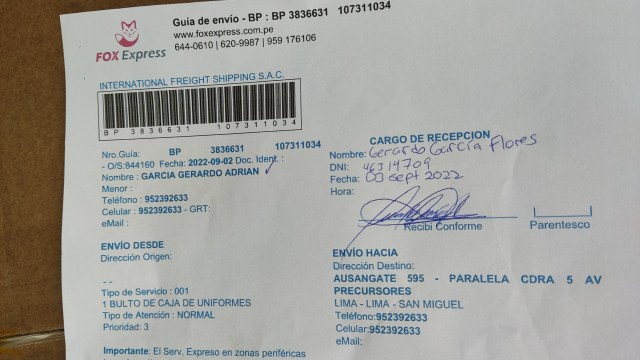 FOX Express
Guía de envío - BP : BP 3836631 107311034
www.foxexpress.com.pe
644-0610 | 620-9987 | 959 176106
INTERNATIONAL FREIGHT SHIPPING S.A.C.
BP 3836631 107311034
Nro.Guía: BP 3836631 107311034
- O/S:844160 Fecha: 2022-09-02 Doc. Ident. :
Nombre : GARCIA GERARDO ADRIAN
Menor :
Teléfono : 952392633
Celular : 952392633 - GRT:
eMail :
ENVÍO DESDE
Dirección Origen:
- -
Tipo de Servicio : 001
1 BULTO DE CAJA DE UNIFORMES
Tipo de Atención : NORMAL
Prioridad: 3
Importante: El Serv. Expreso en zonas periféricas
CARGO DE RECEPCION
Nombre: Gerardo García Flores
DNI: 46314709
Fecha: 03 sept 2022
Hora:
Recibi Conforme
Parentesco
ENVÍO HACIA
Dirección Destino:
AUSANGATE 595 - PARALELA CDRA 5 AV
PRECURSORES
LIMA - LIMA - SAN MIGUEL
Teléfono:952392633
Celular:952392633
eMail: